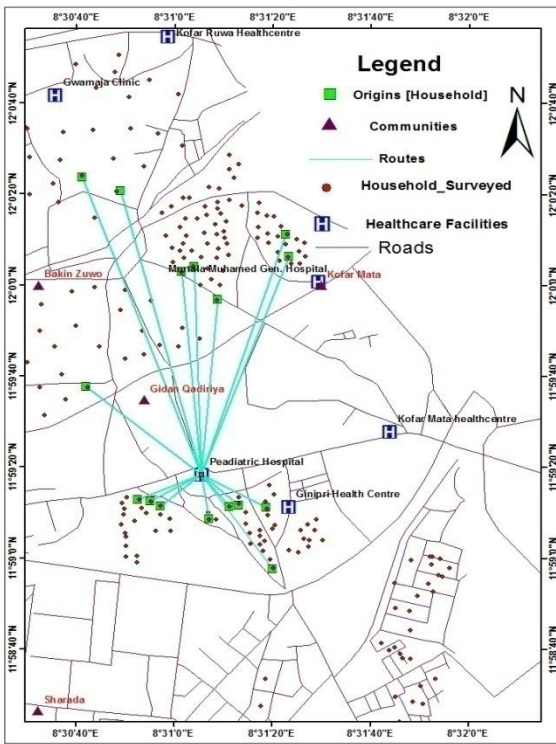 8°30'40"E 8°31'0"E 8°31'20"E 8°31'40"E 8°32'0"E
Kofar Ruwa Healthcentre
Legend
Gwamaja Clinic
Origins [Household]
N
12°0'40"N
12°0'40"N
Communities
Routes
Household_Surveyed
12°0'20"N
12°0'20"N
Healthcare Facilities
Roads
Bakin Zuwo
Murtala Muhamed Gen. Hospital
Kofar Mata
12°0'0"N
12°0'0"N
11°59'40"N
11°59'40"N
Gidan Qadiriya
Kofar Mata healthcentre
Peadiatric Hospital
11°59'20"N
11°59'20"N
Ginipri Health Centre
11°59'0"N
11°59'0"N
11°58'40"N
11°58'40"N
Sharada
8°30'40"E 8°31'0"E 8°31'20"E 8°31'40"E 8°32'0"E